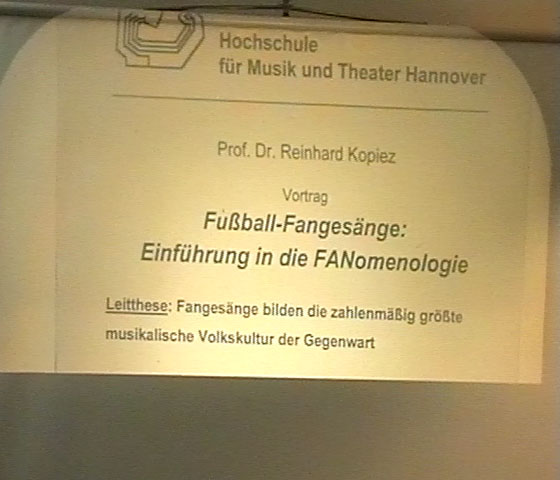 Hochschule
für Musik und Theater Hannover
Prof. Dr. Reinhard Kopiez
Vortrag
Fußball-Fangesänge:
Einführung in die FANomenologie
Leitthese: Fangesänge bilden die zahlenmäßig größte
musikalische Volkskultur der Gegenwart